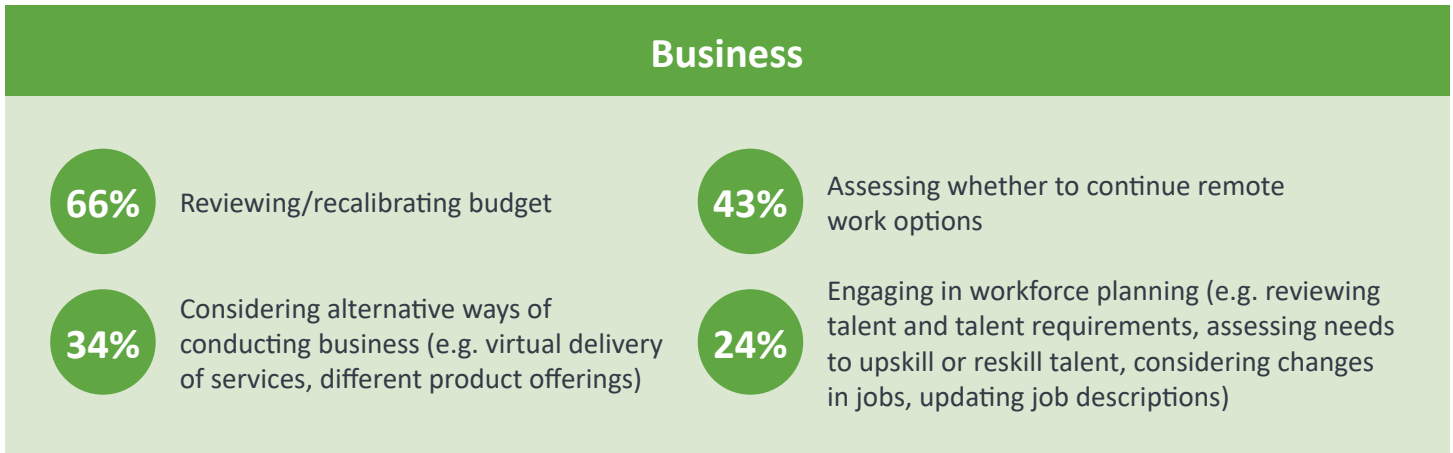 Business
66%
Reviewing/recalibrating budget
43%
Assessing whether to continue remote
work options
34%
Considering alternative ways of
conducting business (e.g. virtual delivery
of services, different product offerings)
24%
Engaging in workforce planning (e.g. reviewing
talent and talent requirements, assessing needs
to upskill or reskill talent, considering changes
in jobs, updating job descriptions)